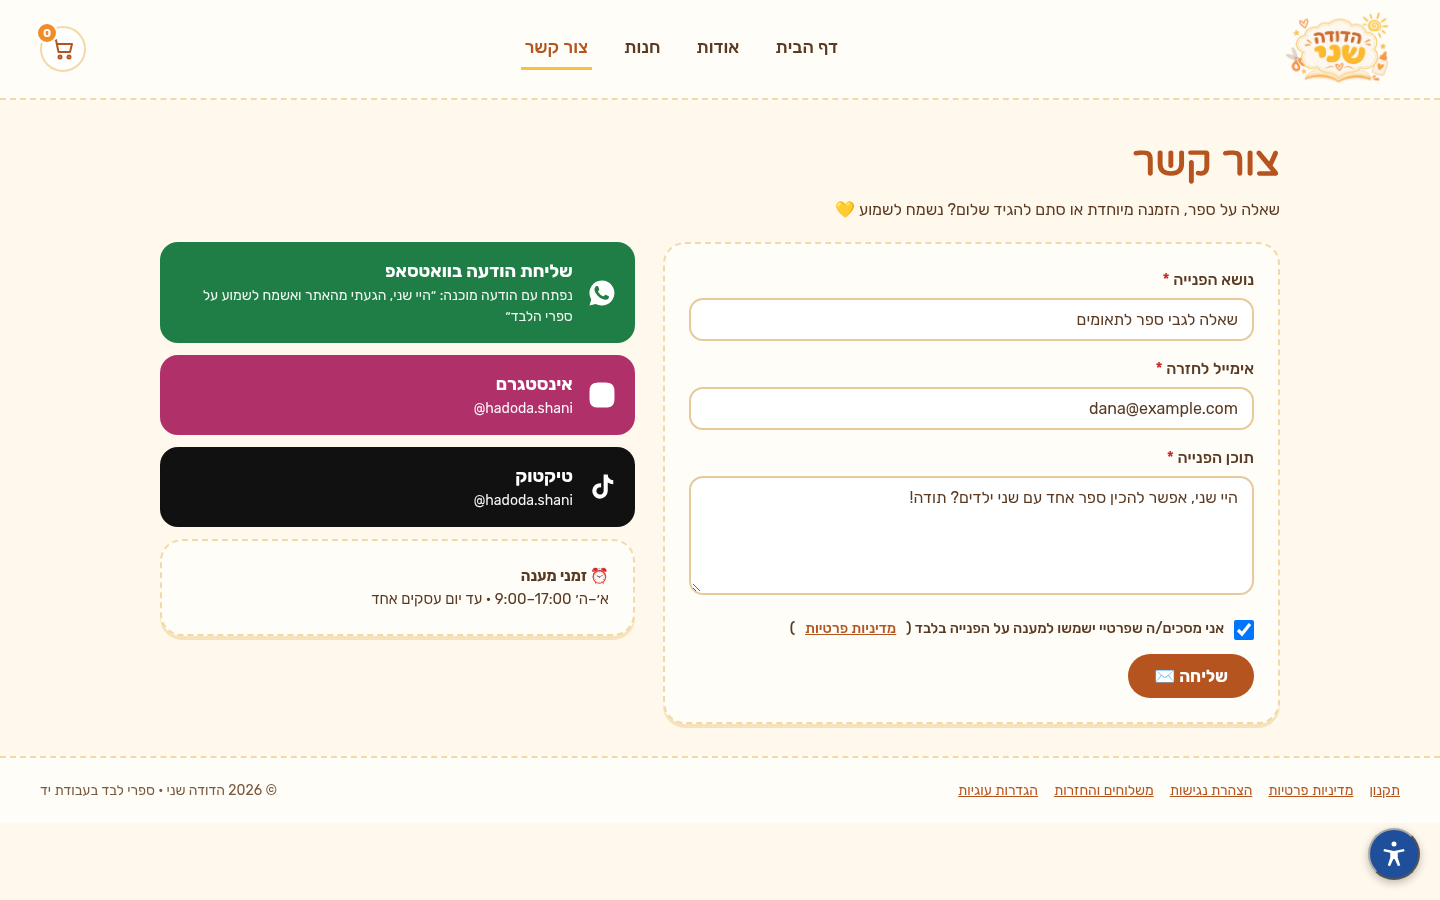 הדודה
שני
דף הבית
אודות
חנות
צור קשר
0
צור קשר
שאלה על ספר, הזמנה מיוחדת או סתם להגיד שלום? נשמח לשמוע 💛
נושא הפנייה *
שאלה לגבי ספר לתאומים
אימייל לחזרה *
dana@example.com
תוכן הפנייה *
היי שני, אפשר להכין ספר אחד עם שני ילדים? תודה!
אני מסכים/ה שפרטיי ישמשו למענה על הפנייה בלבד ( מדיניות פרטיות )
שליחה ✉️
שליחת הודעה בוואטסאפ
נפתח עם הודעה מוכנה: ״היי שני, הגעתי מהאתר ואשמח לשמוע על
ספרי הלבד״
אינסטגרם
@hadoda.shani
טיקטוק
@hadoda.shani
⏰ זמני מענה
א׳–ה׳ 9:00–17:00 • עד יום עסקים אחד
תקנון
מדיניות פרטיות
הצהרת נגישות
משלוחים והחזרות
הגדרות עוגיות
© 2026 הדודה שני • ספרי לבד בעבודת יד